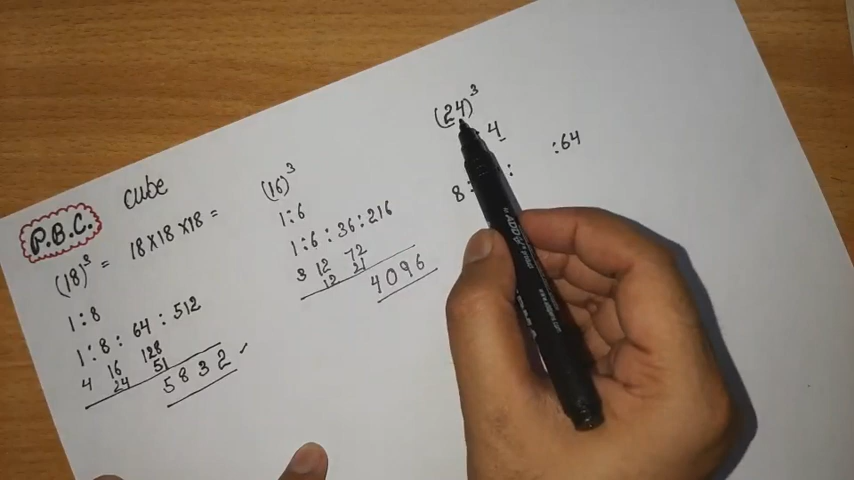 P.B.C.
cube
(18)³ = 18×18×18 =
1:8
1:8:64:512
4 16 128
24 51
5832 ✓
(16)³
1:6
1:6:36:216
3 12 72
12 21
4096
(24)³
4
8: : :64